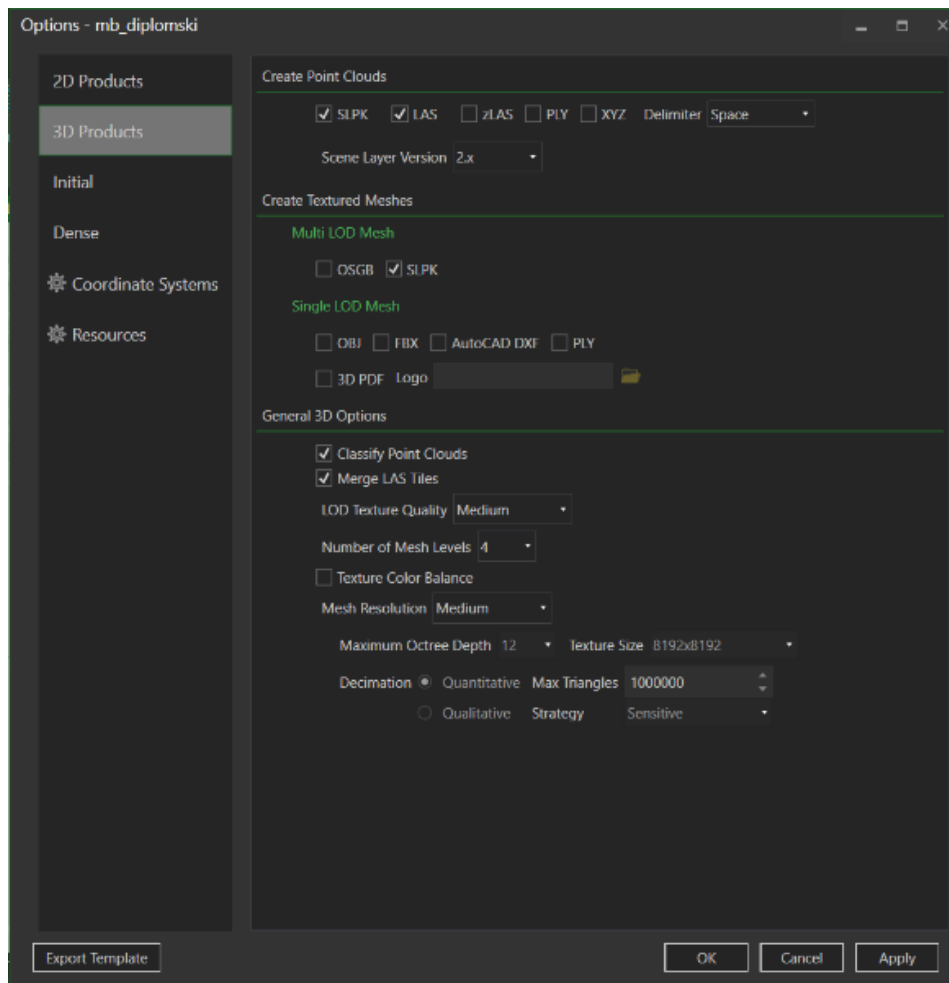 Options - mb_diplomski
2D Products
3D Products
Initial
Dense
Coordinate Systems
Resources
Create Point Clouds
SLPK LAS zLAS PLY XYZ Delimiter Space
Scene Layer Version 2.x
Create Textured Meshes
Multi LOD Mesh
OSGB SLPK
Single LOD Mesh
OBJ FBX AutoCAD DXF PLY
3D PDF Logo
General 3D Options
Classify Point Clouds
Merge LAS Tiles
LOD Texture Quality Medium
Number of Mesh Levels 4
Texture Color Balance
Mesh Resolution Medium
Maximum Octree Depth 12 Texture Size 8192x8192
Decimation Quantitative Max Triangles 1000000
Qualitative Strategy Sensitive
Export Template OK Cancel Apply